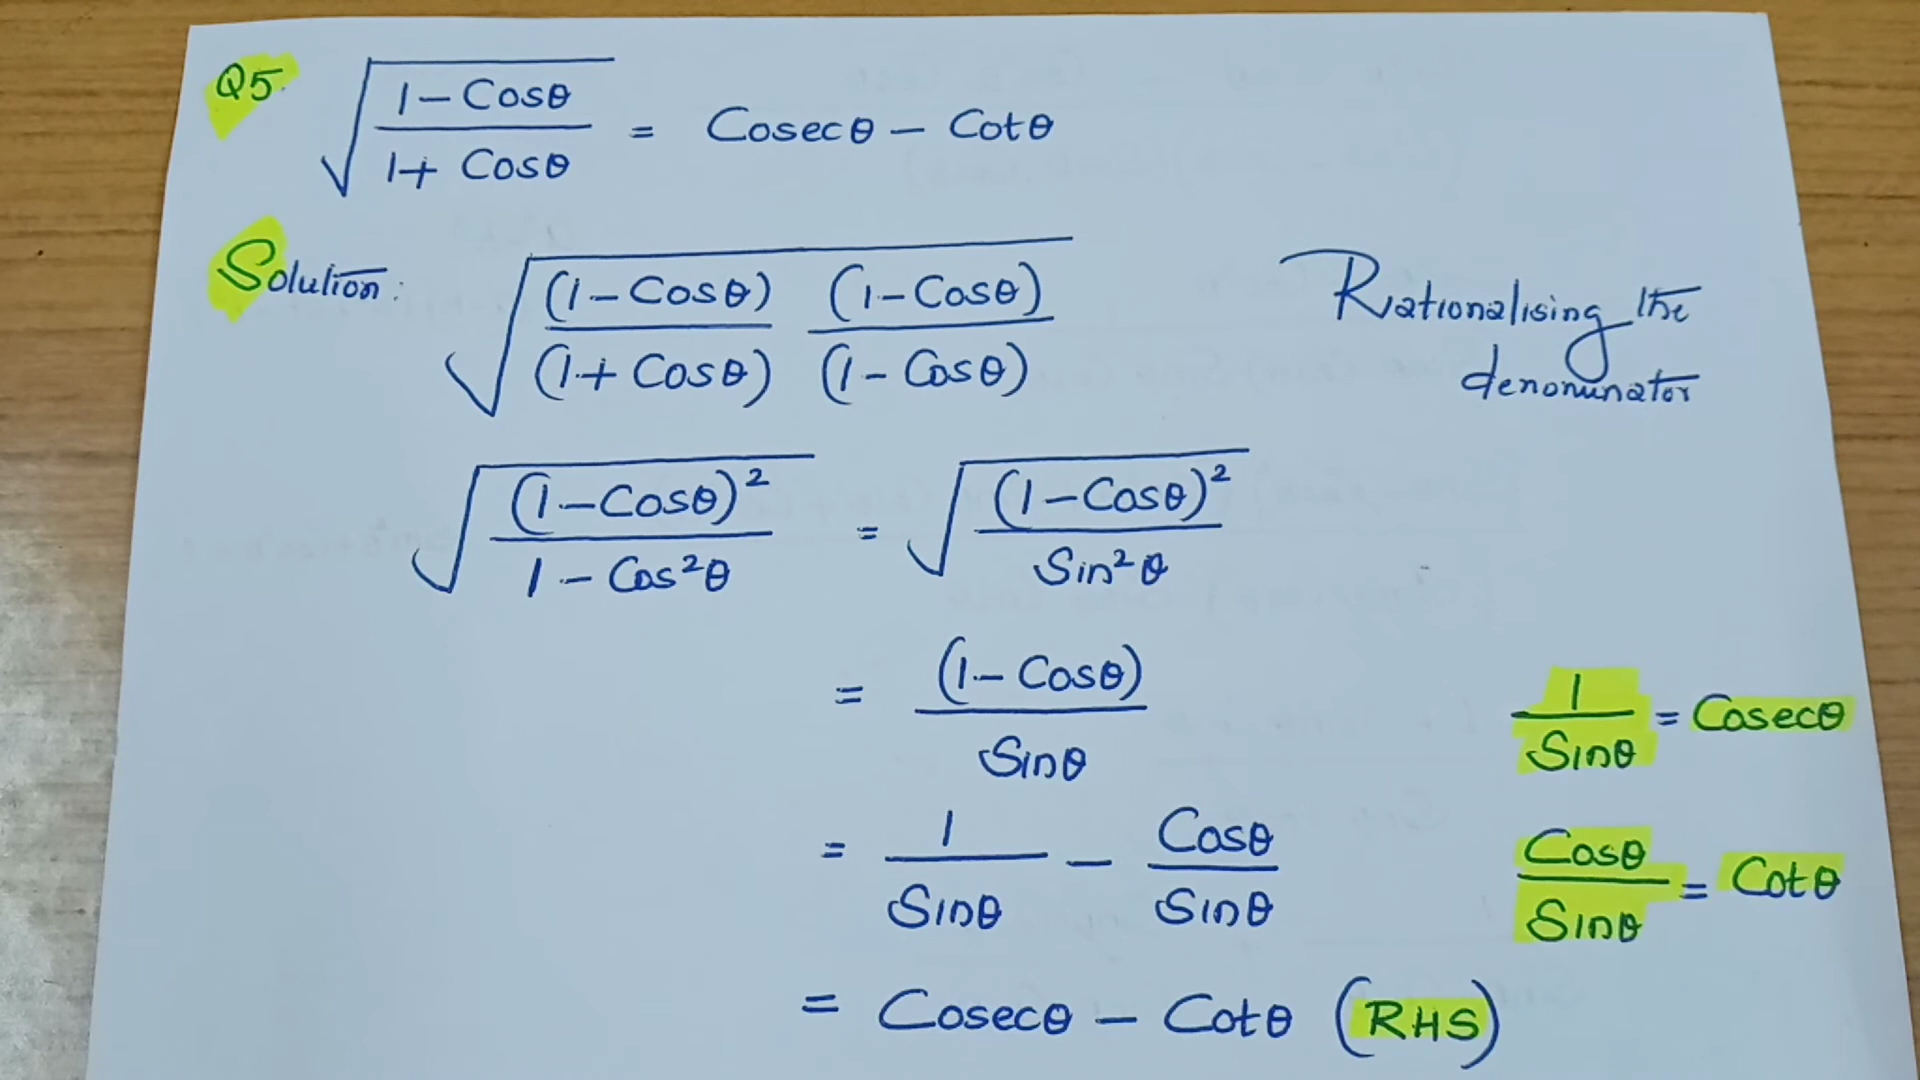 Q5. √((1 - Cosθ)/(1 + Cosθ)) = Cosecθ - Cotθ
Solution: √((1 - Cosθ)/(1 + Cosθ) (1 - Cosθ)/(1 - Cosθ))
Rationalising the
denominator
√((1 - Cosθ)²/(1 - Cos²θ)) = √((1 - Cosθ)²/Sin²θ)
= (1 - Cosθ)/Sinθ
1/Sinθ = Cosecθ
= 1/Sinθ - Cosθ/Sinθ
Cosθ/Sinθ = Cotθ
= Cosecθ - Cotθ (RHS)